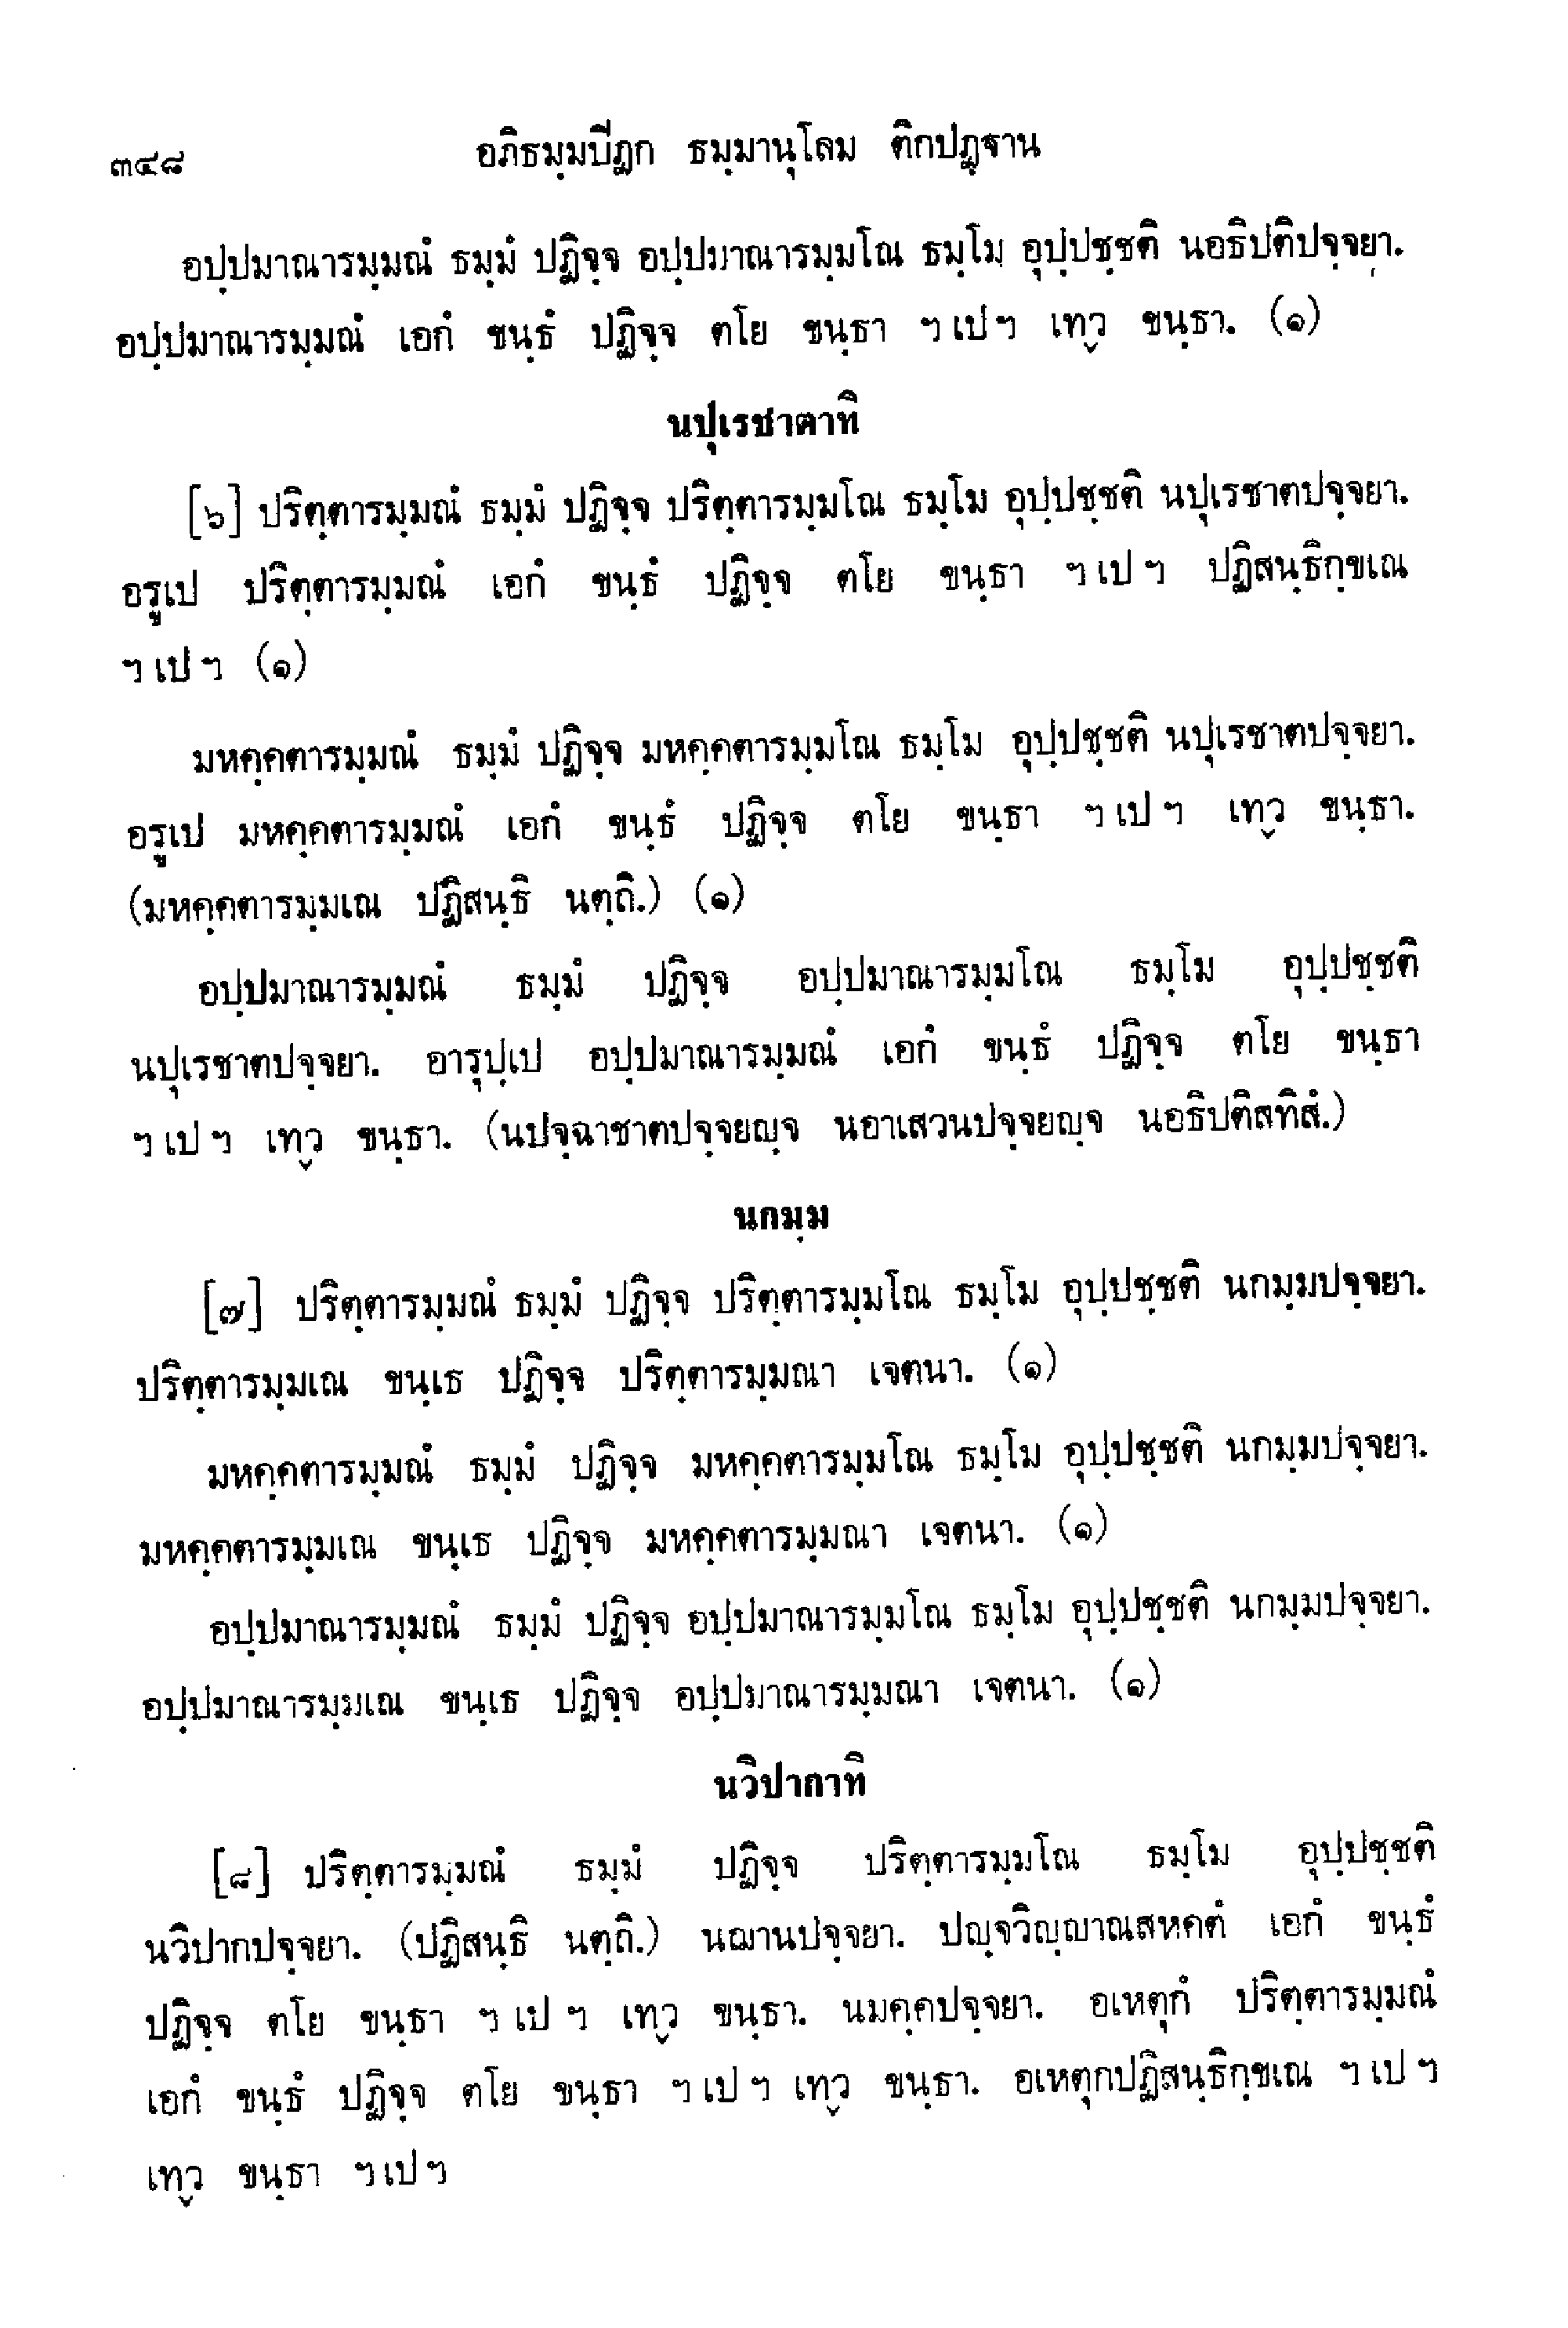 ๓๔๘ อภิธมฺมปีฏก ธมฺมานุโลม ติกปฏฺฐาน
อปฺปมาณารมฺมณํ ธมฺมํ ปฏิจฺจ อปฺปมาณารมฺมโณ ธมฺโม อุปฺปชฺชติ นอธิปติปจฺจยา.
อปฺปมาณารมฺมณํ เอกํ ขนฺธํ ปฏิจฺจ ตโย ขนฺธา ฯ เป ฯ เทฺว ขนฺธา. (๑)
นปุเรชาตาทิ
[๖] ปริตฺตารมฺมณํ ธมฺมํ ปฏิจฺจ ปริตฺตารมฺมโณ ธมฺโม อุปฺปชฺชติ นปุเรชาตปจฺจยา.
อรูเป ปริตฺตารมฺมณํ เอกํ ขนฺธํ ปฏิจฺจ ตโย ขนฺธา ฯ เป ฯ ปฏิสนฺธิกฺขเณ
ฯ เป ฯ (๑)
มหคฺคตารมฺมณํ ธมฺมํ ปฏิจฺจ มหคฺคตารมฺมโณ ธมฺโม อุปฺปชฺชติ นปุเรชาตปจฺจยา.
อรูเป มหคฺคตารมฺมณํ เอกํ ขนฺธํ ปฏิจฺจ ตโย ขนฺธา ฯ เป ฯ เทฺว ขนฺธา.
(มหคฺคตารมฺมเณ ปฏิสนฺธิ นตฺถิ.) (๑)
อปฺปมาณารมฺมณํ ธมฺมํ ปฏิจฺจ อปฺปมาณารมฺมโณ ธมฺโม อุปฺปชฺชติ
นปุเรชาตปจฺจยา. อารุปฺเป อปฺปมาณารมฺมณํ เอกํ ขนฺธํ ปฏิจฺจ ตโย ขนฺธา
ฯ เป ฯ เทฺว ขนฺธา. (นปจฺฉาชาตปจฺจยญฺจ นอาเสวนปจฺจยญฺจ นอธิปติสทิสํ.)
นกมฺม
[๗] ปริตฺตารมฺมณํ ธมฺมํ ปฏิจฺจ ปริตฺตารมฺมโณ ธมฺโม อุปฺปชฺชติ นกมฺมปจฺจยา.
ปริตฺตารมฺมเณ ขนฺเธ ปฏิจฺจ ปริตฺตารมฺมณา เจตนา. (๑)
มหคฺคตารมฺมณํ ธมฺมํ ปฏิจฺจ มหคฺคตารมฺมโณ ธมฺโม อุปฺปชฺชติ นกมฺมปจฺจยา.
มหคฺคตารมฺมเณ ขนฺเธ ปฏิจฺจ มหคฺคตารมฺมณา เจตนา. (๑)
อปฺปมาณารมฺมณํ ธมฺมํ ปฏิจฺจ อปฺปมาณารมฺมโณ ธมฺโม อุปฺปชฺชติ นกมฺมปจฺจยา.
อปฺปมาณารมฺมเณ ขนฺเธ ปฏิจฺจ อปฺปมาณารมฺมณา เจตนา. (๑)
นวิปากาทิ
[๘] ปริตฺตารมฺมณํ ธมฺมํ ปฏิจฺจ ปริตฺตารมฺมโณ ธมฺโม อุปฺปชฺชติ
นวิปากปจฺจยา. (ปฏิสนฺธิ นตฺถิ.) นฌานปจฺจยา. ปญฺจวิญฺญาณสหคตํ เอกํ ขนฺธํ
ปฏิจฺจ ตโย ขนฺธา ฯ เป ฯ เทฺว ขนฺธา. นมคฺคปจฺจยา. อเหตุกํ ปริตฺตารมฺมณํ
เอกํ ขนฺธํ ปฏิจฺจ ตโย ขนฺธา ฯ เป ฯ เทฺว ขนฺธา. อเหตุกปฏิสนฺธิกฺขเณ ฯ เป ฯ
เทฺว ขนฺธา ฯ เป ฯ